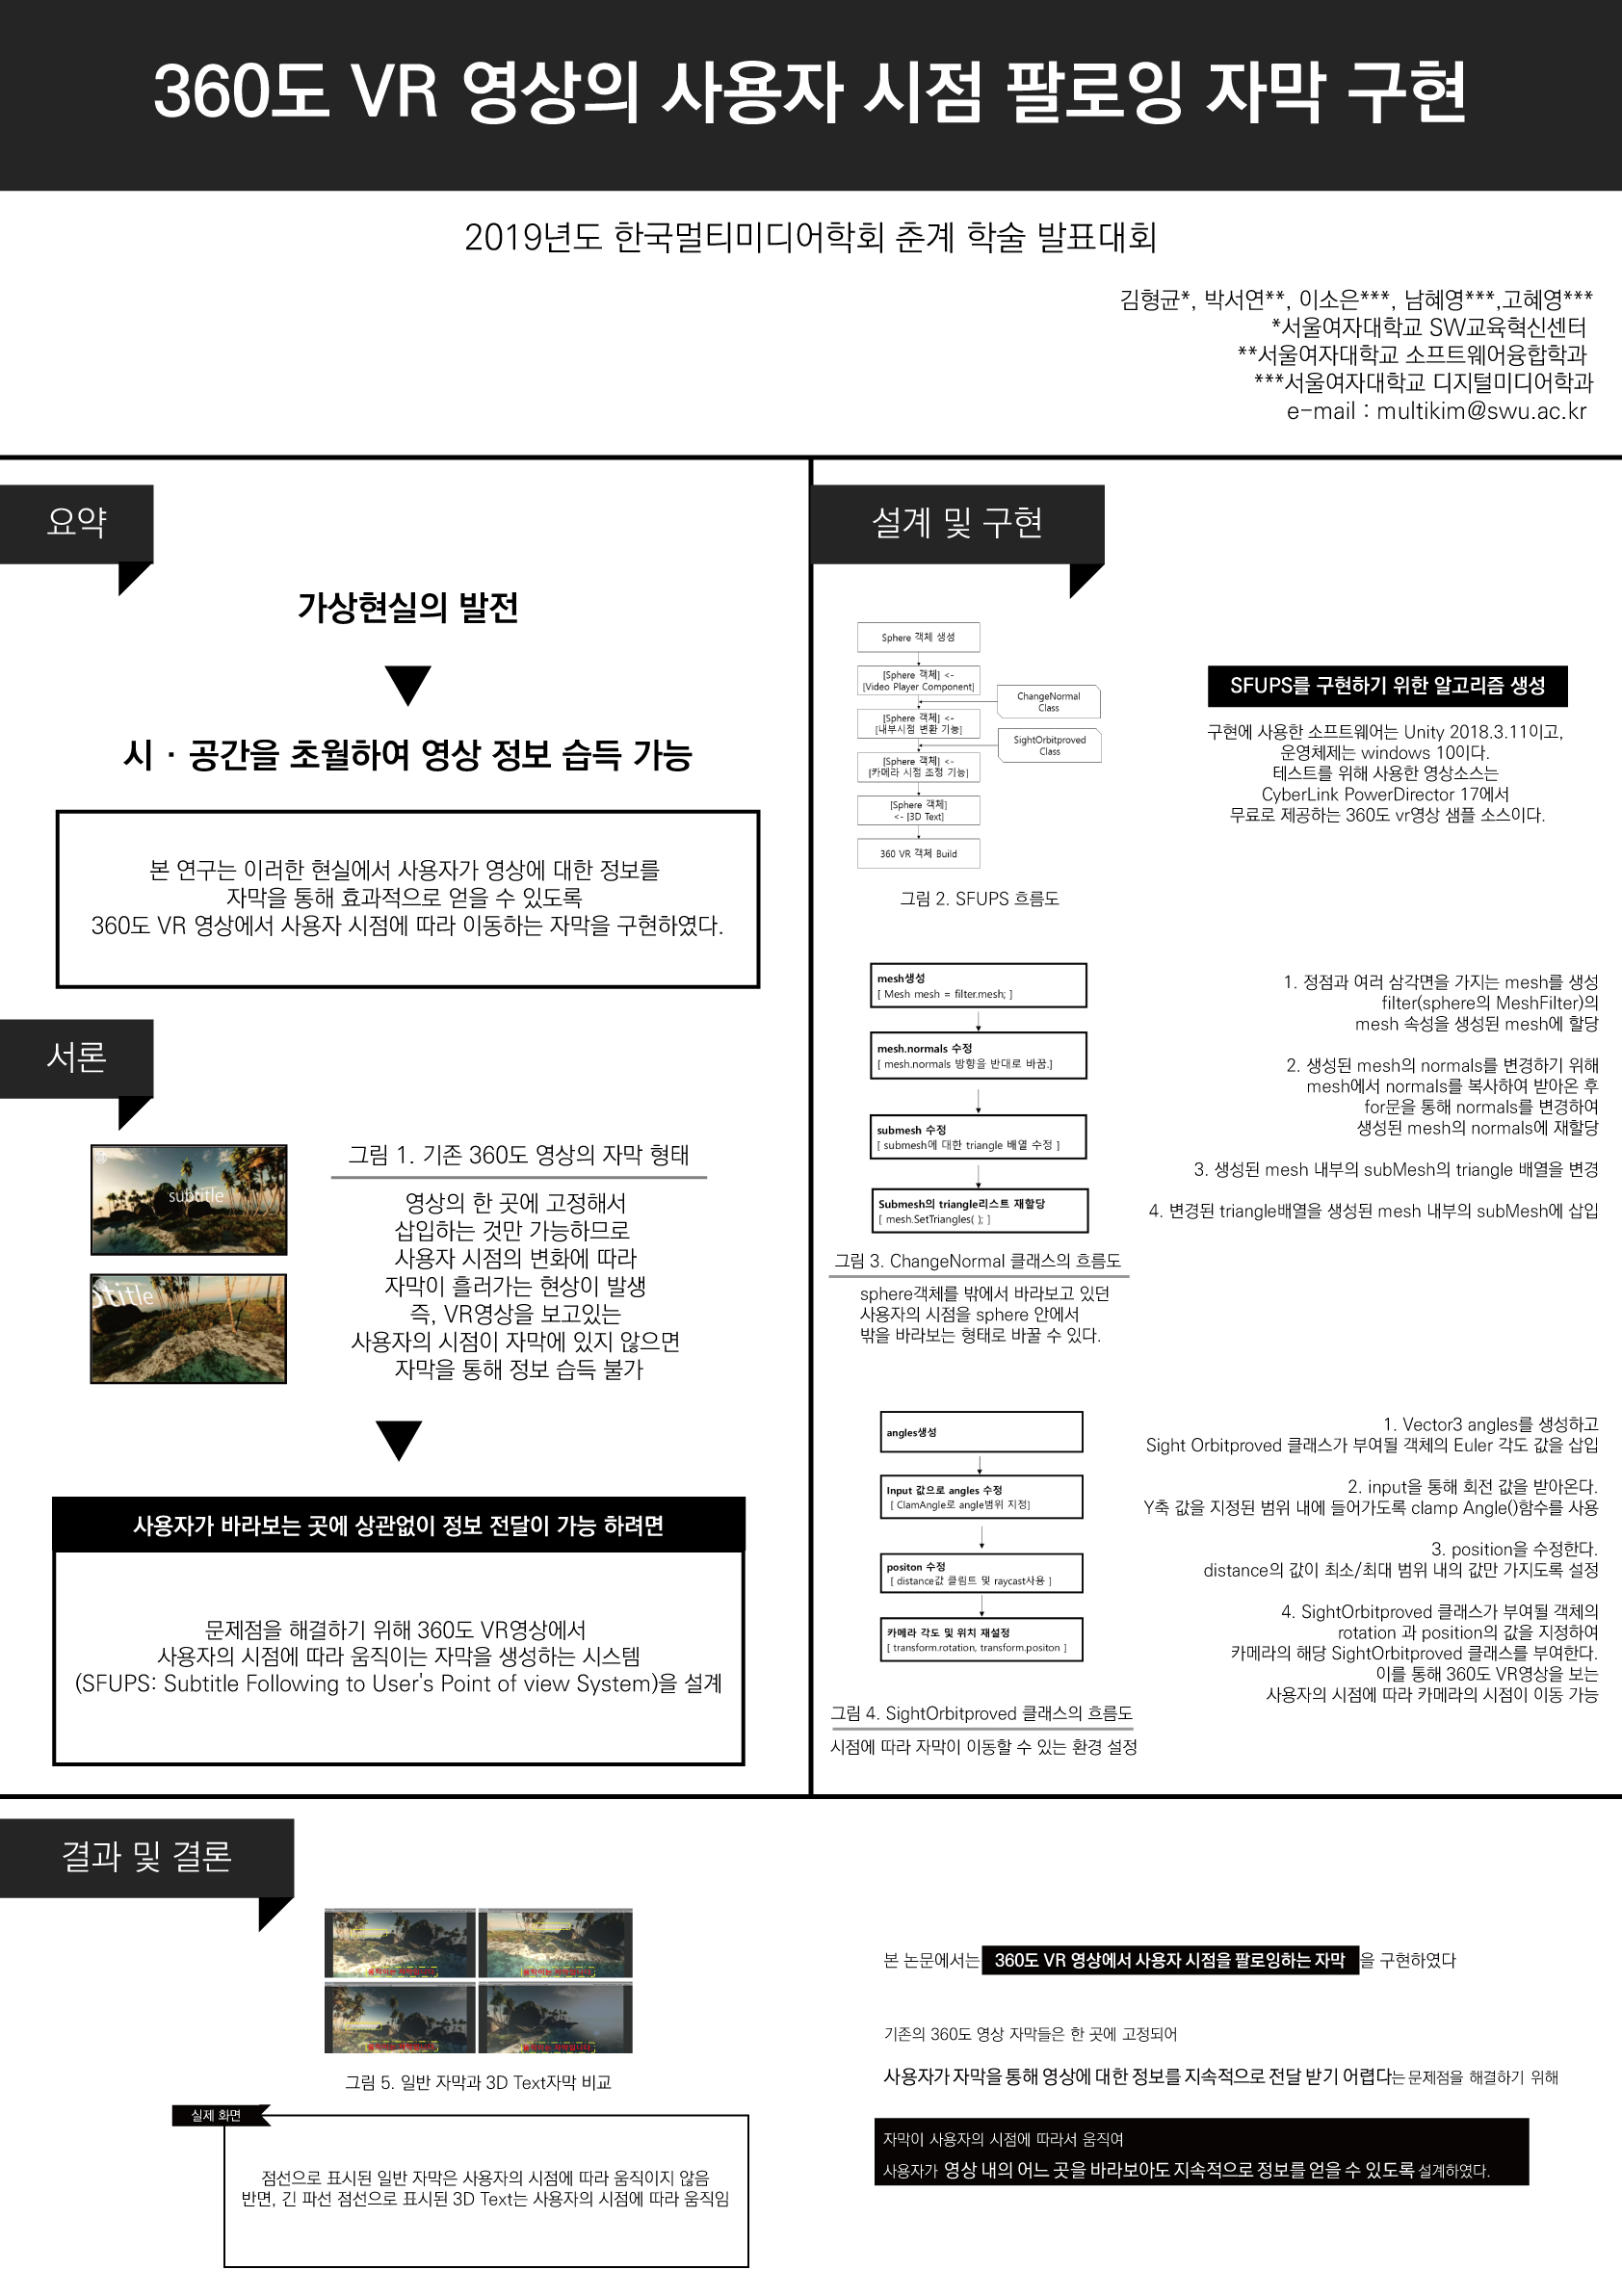 360도 VR 영상의 사용자 시점 팔로잉 자막 구현
2019년도 한국멀티미디어학회 춘계 학술 발표대회
김형균*, 박서연**, 이소은***, 남혜영***,고혜영***
*서울여자대학교 SW교육혁신센터
**서울여자대학교 소프트웨어융합학과
***서울여자대학교 디지털미디어학과
e-mail : multikim@swu.ac.kr
요약
가상현실의 발전
시 · 공간을 초월하여 영상 정보 습득 가능
본 연구는 이러한 현실에서 사용자가 영상에 대한 정보를
자막을 통해 효과적으로 얻을 수 있도록
360도 VR 영상에서 사용자 시점에 따라 이동하는 자막을 구현하였다.
서론
subtitle
title
그림 1. 기존 360도 영상의 자막 형태
영상의 한 곳에 고정해서
삽입하는 것만 가능하므로
사용자 시점의 변화에 따라
자막이 흘러가는 현상이 발생
즉, VR영상을 보고있는
사용자의 시점이 자막에 있지 않으면
자막을 통해 정보 습득 불가
사용자가 바라보는 곳에 상관없이 정보 전달이 가능 하려면
문제점을 해결하기 위해 360도 VR영상에서
사용자의 시점에 따라 움직이는 자막을 생성하는 시스템
(SFUPS: Subtitle Following to User's Point of view System)을 설계
설계 및 구현
Sphere 객체 생성
[Sphere 객체] <-
[Video Player Component]
ChangeNormal
Class
[Sphere 객체] <-
[내부시점 변환 기능]
SightOrbitproved
Class
[Sphere 객체] <-
[카메라 시점 조정 기능]
[Sphere 객체]
<- [3D Text]
360 VR 객체 Build
그림 2. SFUPS 흐름도
SFUPS를 구현하기 위한 알고리즘 생성
구현에 사용한 소프트웨어는 Unity 2018.3.11이고,
운영체제는 windows 10이다.
테스트를 위해 사용한 영상소스는
CyberLink PowerDirector 17에서
무료로 제공하는 360도 vr영상 샘플 소스이다.
mesh생성
[ Mesh mesh = filter.mesh; ]
mesh.normals 수정
[ mesh.normals 방향을 반대로 바꿈.]
submesh 수정
[ submesh에 대한 triangle 배열 수정 ]
Submesh의 triangle리스트 재할당
[ mesh.SetTriangles( ); ]
그림 3. ChangeNormal 클래스의 흐름도
sphere객체를 밖에서 바라보고 있던
사용자의 시점을 sphere 안에서
밖을 바라보는 형태로 바꿀 수 있다.
1. 정점과 여러 삼각면을 가지는 mesh를 생성
filter(sphere의 MeshFilter)의
mesh 속성을 생성된 mesh에 할당
2. 생성된 mesh의 normals를 변경하기 위해
mesh에서 normals를 복사하여 받아온 후
for문을 통해 normals를 변경하여
생성된 mesh의 normals에 재할당
3. 생성된 mesh 내부의 subMesh의 triangle 배열을 변경
4. 변경된 triangle배열을 생성된 mesh 내부의 subMesh에 삽입
angles생성
Input 값으로 angles 수정
[ ClamAngle로 angle범위 지정]
positon 수정
[ distance값 클림트 및 raycast사용 ]
카메라 각도 및 위치 재설정
[ transform.rotation, transform.positon ]
그림 4. SightOrbitproved 클래스의 흐름도
시점에 따라 자막이 이동할 수 있는 환경 설정
1. Vector3 angles를 생성하고
Sight Orbitproved 클래스가 부여될 객체의 Euler 각도 값을 삽입
2. input을 통해 회전 값을 받아온다.
Y축 값을 지정된 범위 내에 들어가도록 clamp Angle()함수를 사용
3. position을 수정한다.
distance의 값이 최소/최대 범위 내의 값만 가지도록 설정
4. SightOrbitproved 클래스가 부여될 객체의
rotation 과 position의 값을 지정하여
카메라의 해당 SightOrbitproved 클래스를 부여한다.
이를 통해 360도 VR영상을 보는
사용자의 시점에 따라 카메라의 시점이 이동 가능
결과 및 결론
그림 5. 일반 자막과 3D Text자막 비교
실제 화면
점선으로 표시된 일반 자막은 사용자의 시점에 따라 움직이지 않음
반면, 긴 파선 점선으로 표시된 3D Text는 사용자의 시점에 따라 움직임
본 논문에서는 360도 VR 영상에서 사용자 시점을 팔로잉하는 자막 을 구현하였다
기존의 360도 영상 자막들은 한 곳에 고정되어
사용자가 자막을 통해 영상에 대한 정보를 지속적으로 전달 받기 어렵다는 문제점을 해결하기 위해
자막이 사용자의 시점에 따라서 움직여
사용자가 영상 내의 어느 곳을 바라보아도 지속적으로 정보를 얻을 수 있도록 설계하였다.